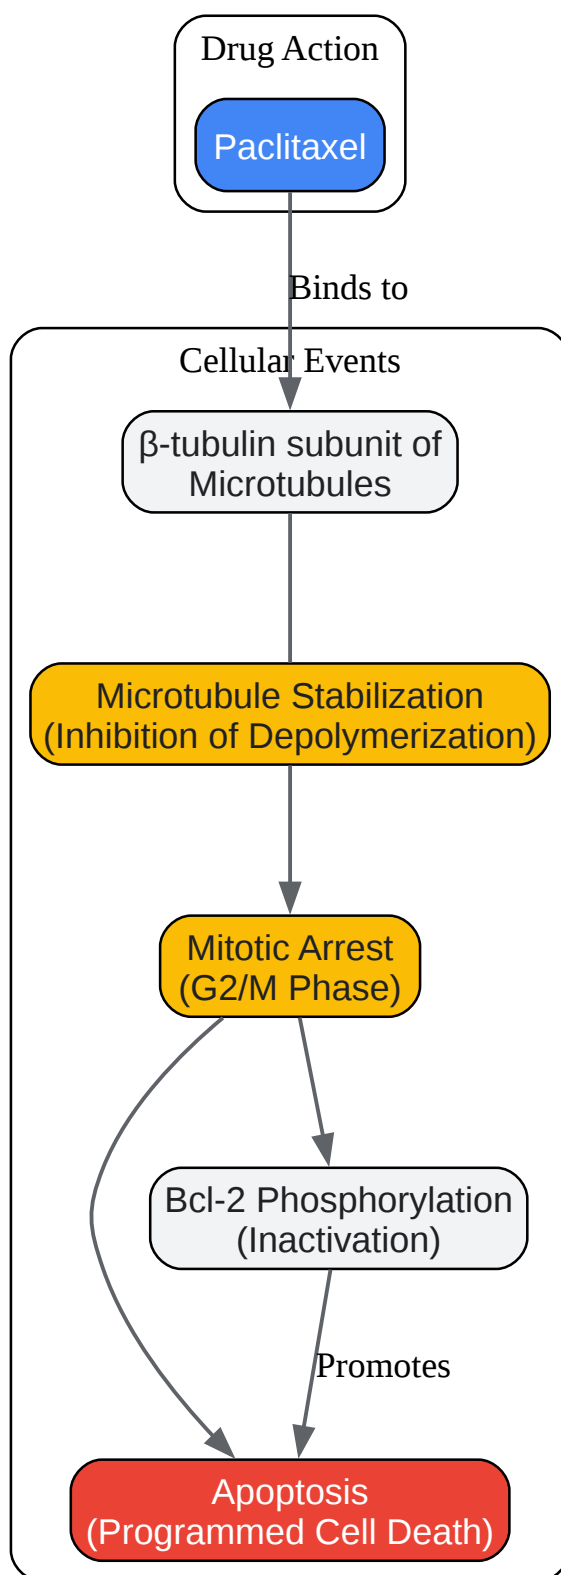 Drug Action
Paclitaxel
Binds to
Cellular Events
β-tubulin subunit of
Microtubules
Microtubule Stabilization
(Inhibition of Depolymerization)
Mitotic Arrest
(G2/M Phase)
Bcl-2 Phosphorylation
(Inactivation)
Promotes
Apoptosis
(Programmed Cell Death)